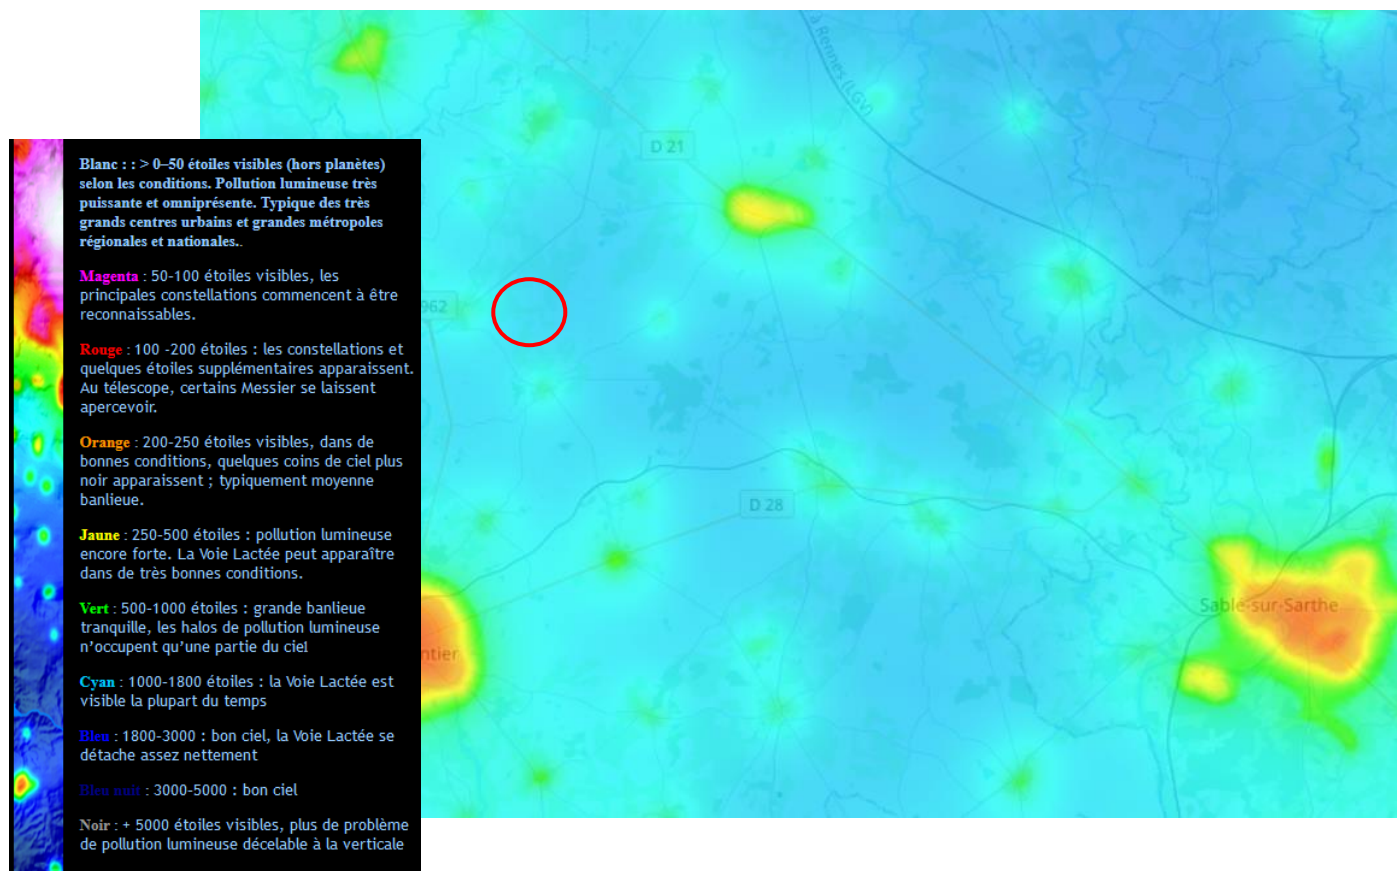 à Rennes (LGV)
D 21
962
D 28
Sablé-sur-Sarthe
ntier
Blanc : : > 0–50 étoiles visibles (hors planètes)
selon les conditions. Pollution lumineuse très
puissante et omniprésente. Typique des très
grands centres urbains et grandes métropoles
régionales et nationales..
Magenta : 50-100 étoiles visibles, les
principales constellations commencent à être
reconnaissables.
Rouge : 100 -200 étoiles : les constellations et
quelques étoiles supplémentaires apparaissent.
Au télescope, certains Messier se laissent
apercevoir.
Orange : 200-250 étoiles visibles, dans de
bonnes conditions, quelques coins de ciel plus
noir apparaissent ; typiquement moyenne
banlieue.
Jaune : 250-500 étoiles : pollution lumineuse
encore forte. La Voie Lactée peut apparaître
dans de très bonnes conditions.
Vert : 500-1000 étoiles : grande banlieue
tranquille, les halos de pollution lumineuse
n'occupent qu'une partie du ciel
Cyan : 1000-1800 étoiles : la Voie Lactée est
visible la plupart du temps
Bleu : 1800-3000 : bon ciel, la Voie Lactée se
détache assez nettement
Bleu nuit : 3000-5000 : bon ciel
Noir : + 5000 étoiles visibles, plus de problème
de pollution lumineuse décelable à la verticale